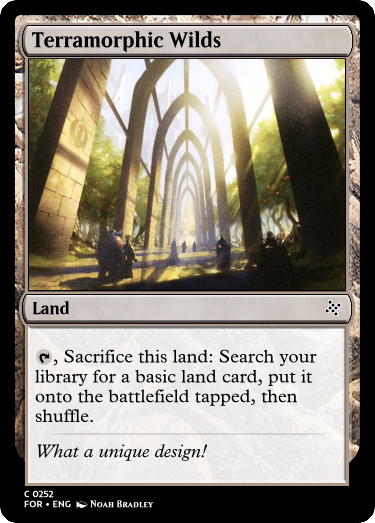 Terramorphic Wilds
Land
, Sacrifice this land: Search your
library for a basic land card, put it
onto the battlefield tapped, then
shuffle.
What a unique design!
C 0252
FOR • ENG Noah Bradley